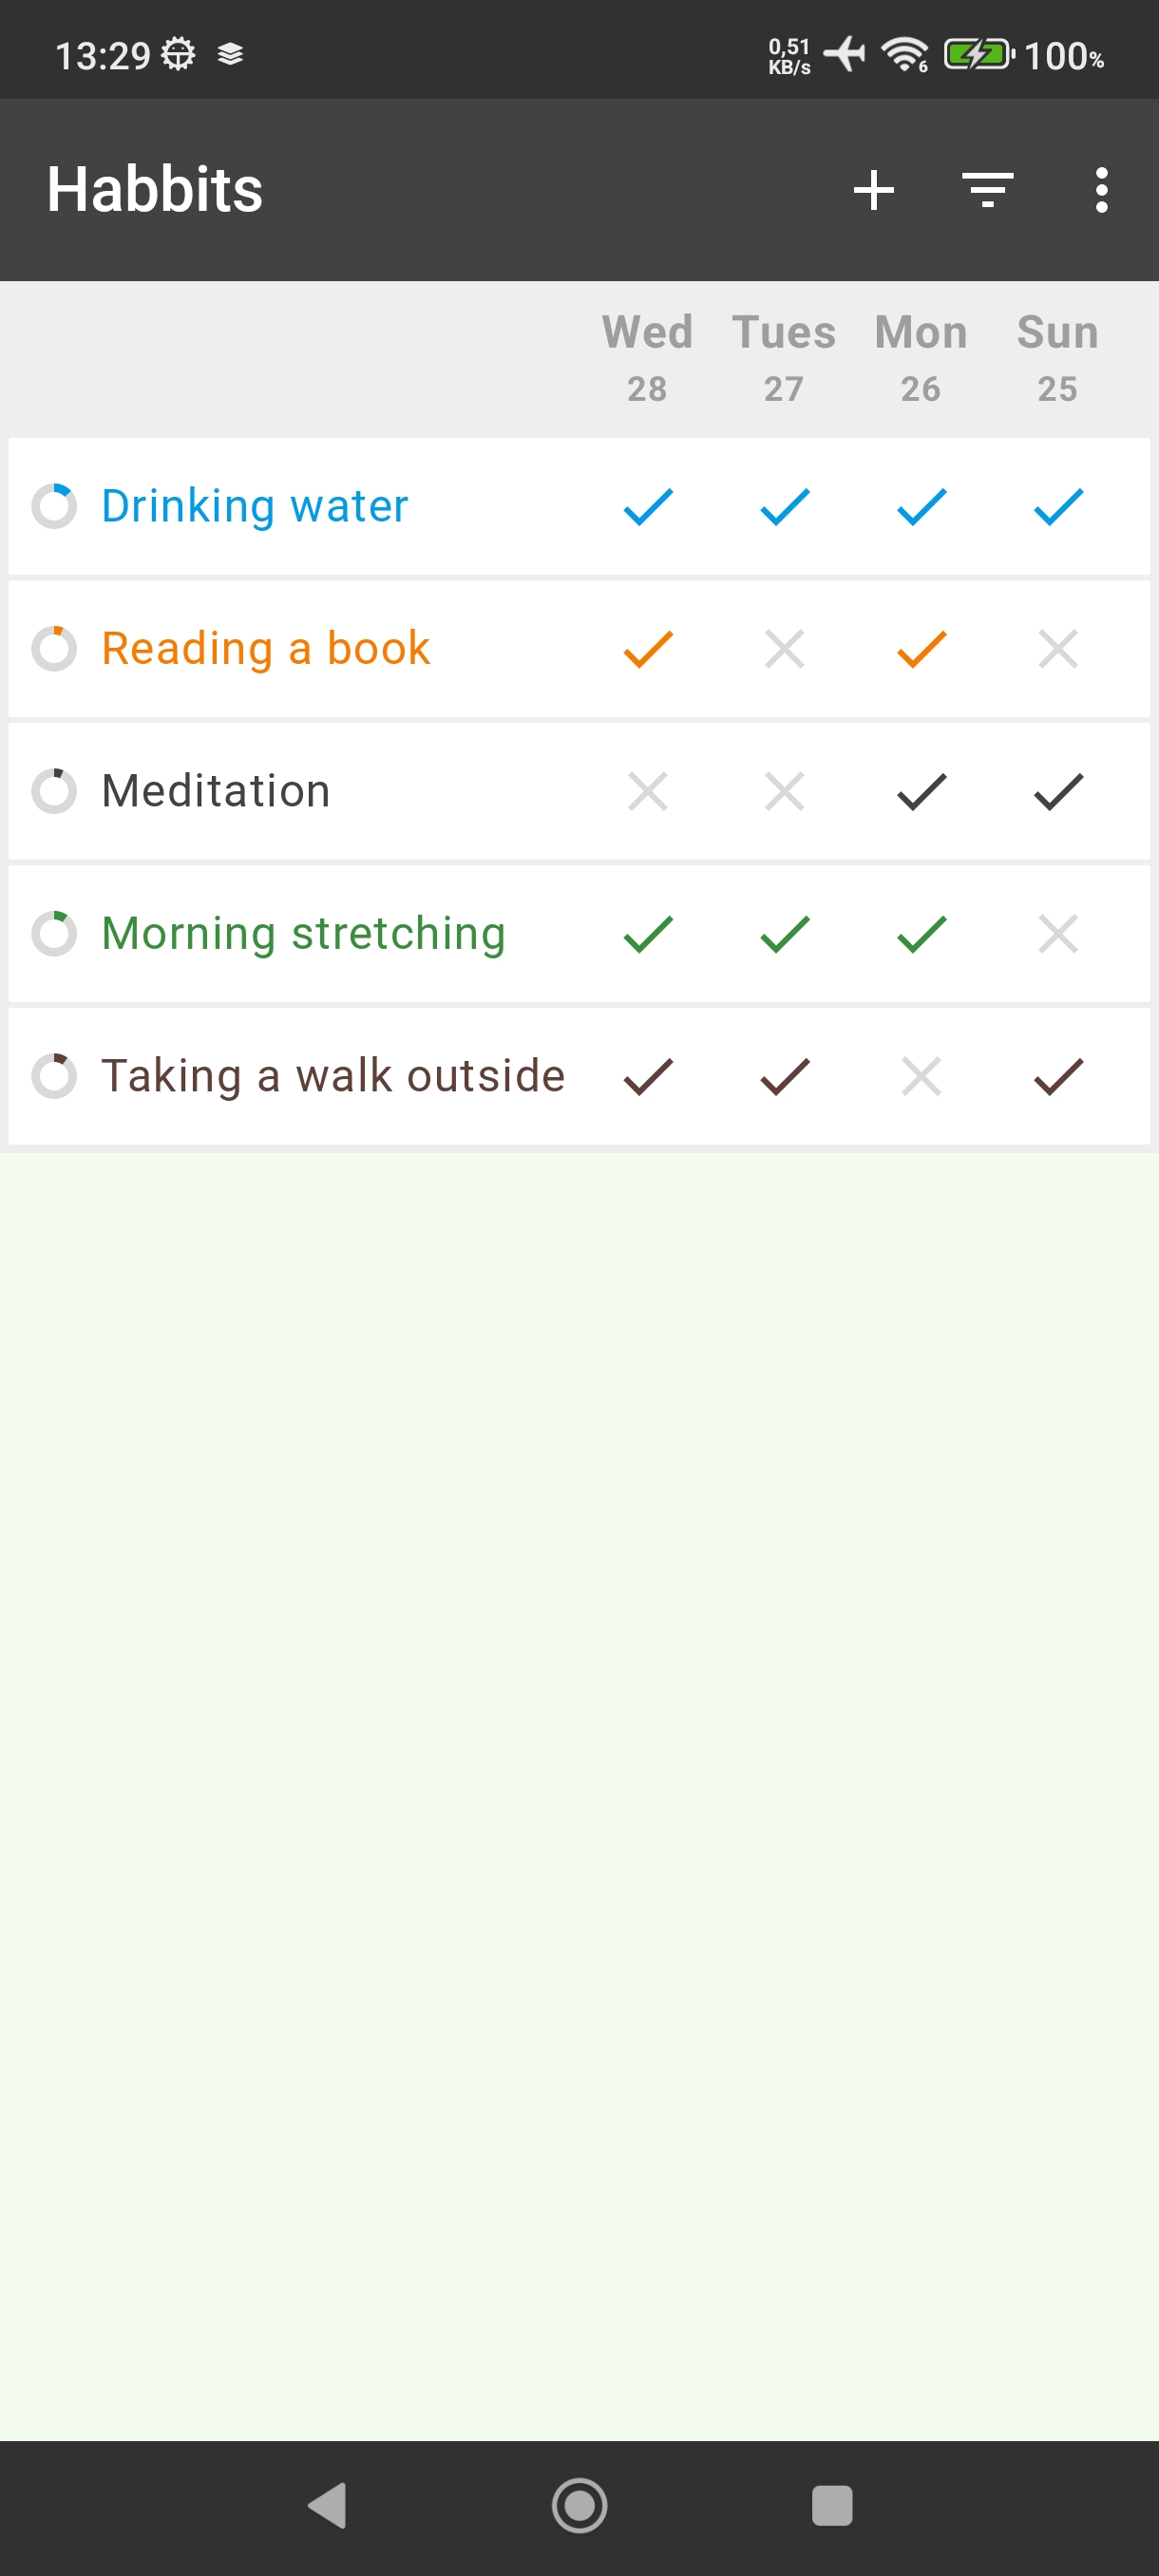 13:29 0,51 KB/s 6 100%
Habbits
Wed Tues Mon Sun
28 27 26 25
Drinking water
Reading a book
Meditation
Morning stretching
Taking a walk outside